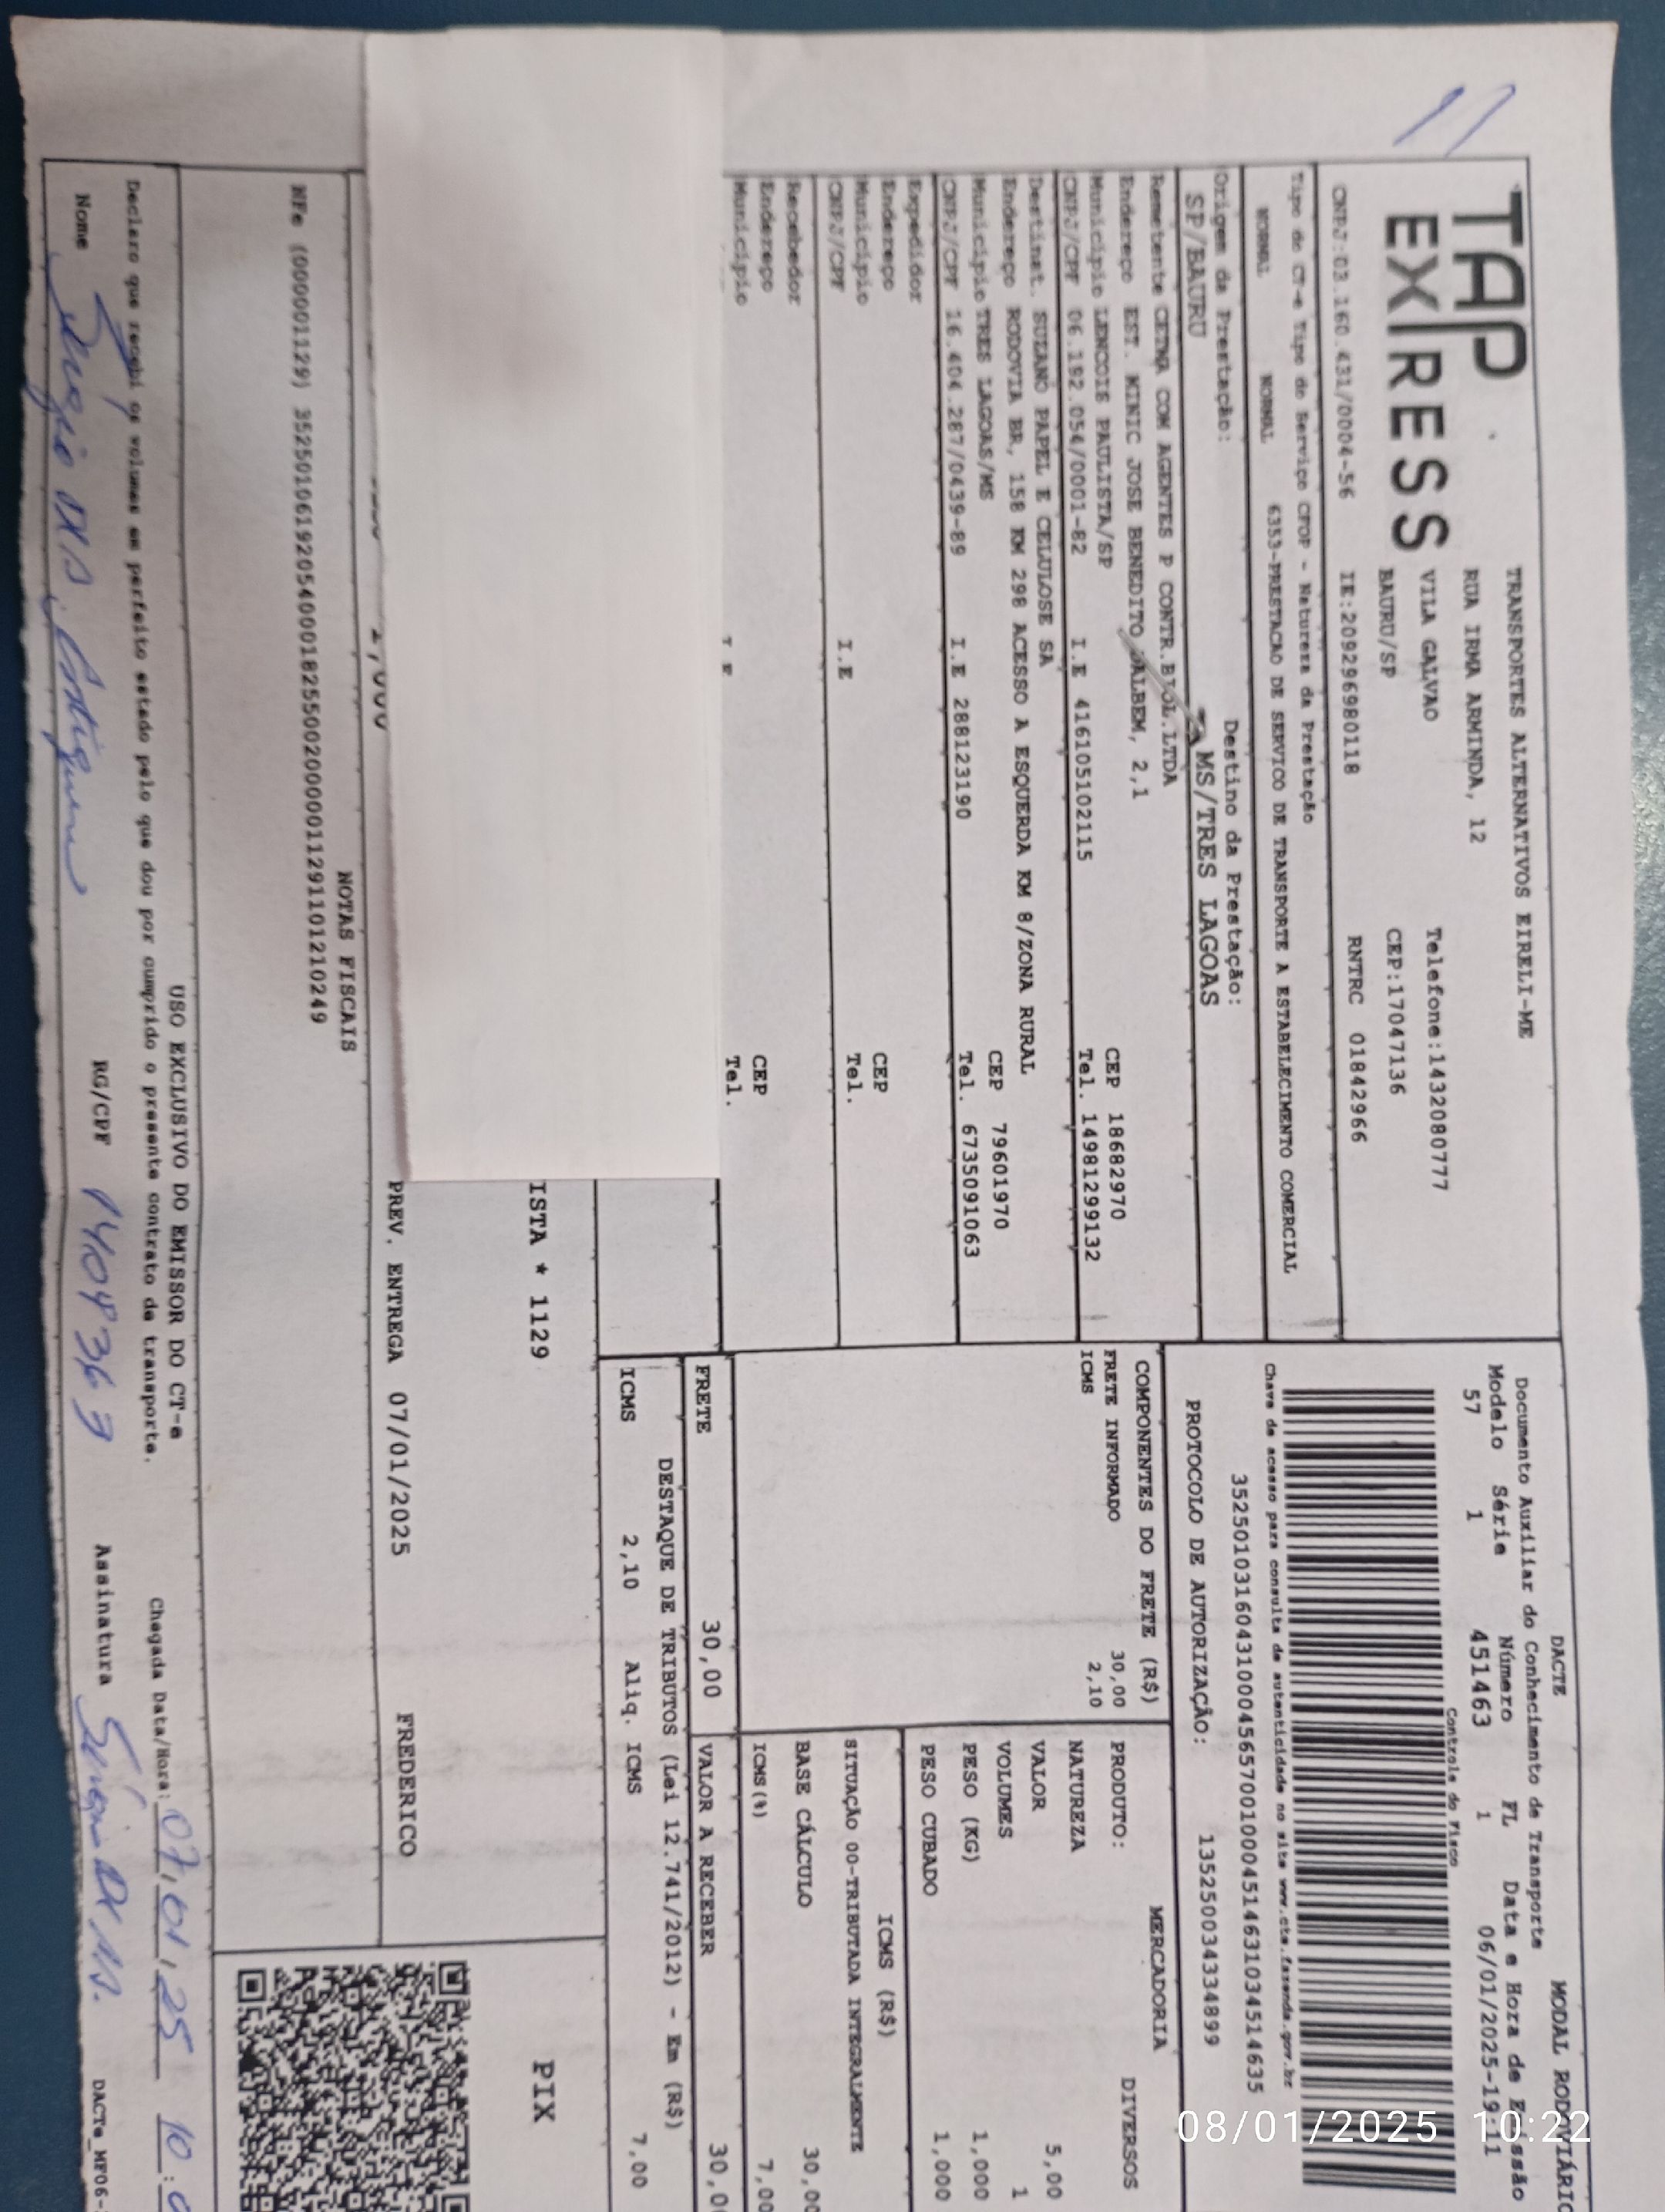 TAP
EXPRESS
TRANSPORTES ALTERNATIVOS EIRELI-ME
RUA IRMA ARMINDA, 12
VILA GALVAO
Telefone:1432080777
BAURU/SP
CEP:17047136
CNPJ:03.160.431/0004-56 IE:209296980118 RNTRC 01842966
Tipo do CT-e Tipo do Serviço CFOP - Natureza da Prestação
NORMAL NORMAL 6353-PRESTACAO DE SERVICO DE TRANSPORTE A ESTABELECIMENTO COMERCIAL
Origem da Prestação: Destino da Prestação:
SP/BAURU MS/TRES LAGOAS
Remetente CETMA COM AGENTES P CONTR.BIOL.LTDA
Endereço EST. MINIC JOSE BENEDITO DALBEM, 2,1
Município LENCOIS PAULISTA/SP CEP 18682970
CNPJ/CPF 06.192.054/0001-82 I.E 416105102115 Tel. 14981299132
Destinat. SUZANO PAPEL E CELULOSE SA
Endereço RODOVIA BR, 158 KM 298 ACESSO A ESQUERDA KM 8/ZONA RURAL
Município TRES LAGOAS/MS CEP 79601970
CNPJ/CPF 16.404.287/0439-89 I.E 288123190 Tel. 6735091063
Expedidor
Endereço
Município CEP
CNPJ/CPF I.E Tel.
Recebedor
Endereço
Município CEP
Tel.
DACTE MODAL RODOVIÁRIO
Documento Auxiliar do Conhecimento de Transporte
Modelo Série Número FL Data e Hora de Emissão
57 1 451463 1 06/01/2025-19:11
Controle do Fisco
Chave de acesso para consulta de autenticidade no site www.cte.fazenda.gov.br
35250103160431000456570010004514631034514635
PROTOCOLO DE AUTORIZAÇÃO: 135250034334899
COMPONENTES DO FRETE (R$)
FRETE INFORMADO 30,00
ICMS 2,10
MERCADORIA
PRODUTO: DIVERSOS
NATUREZA
VALOR 5,00
VOLUMES 1
PESO (KG) 1,000
PESO CUBADO 1,000
ICMS (R$)
SITUAÇÃO 00-TRIBUTADA INTEGRALMENTE
BASE CÁLCULO 30,00
ICMS(%) 7,00
FRETE 30,00 VALOR A RECEBER 30,0
DESTAQUE DE TRIBUTOS (Lei 12.741/2012) - Em (R$)
ICMS 2,10 Aliq. ICMS 7,00
ISTA * 1129
PIX
PREV. ENTREGA 07/01/2025 FREDERICO
NOTAS FISCAIS
NFe (000001129) 35250106192054000182550020000011291101210249
USO EXCLUSIVO DO EMISSOR DO CT-e
Declaro que recebi os volumes em perfeito estado pelo que dou por cumprido o presente contrato de transporte.
Chegada Data/Hora: 07/01/25 10:
Nome Sergio
RG/CPF
Assinatura
DACTe_MF06-
08/01/2025 10:22